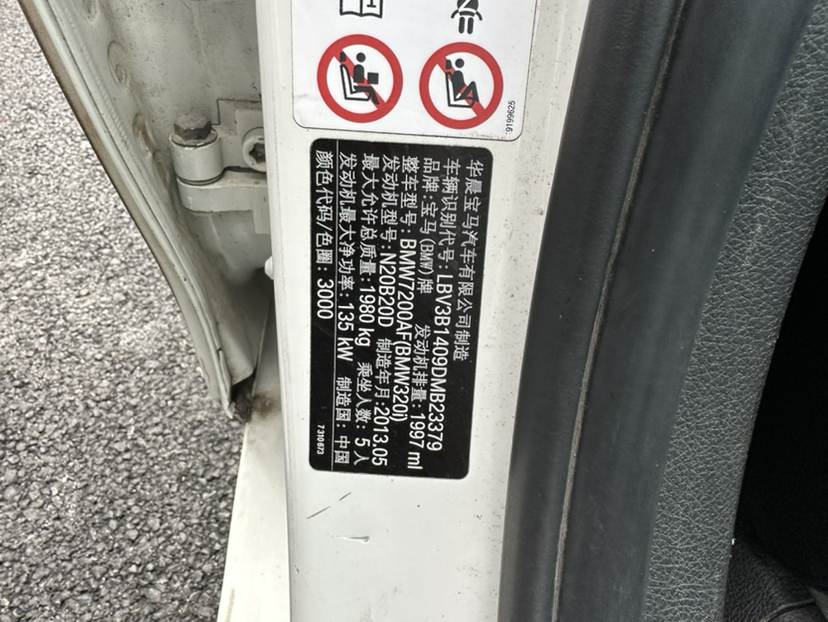 9199625
华晨宝马汽车有限公司制造
车辆识别代号: LBV3B1409DMB23379
品牌: 宝马(BMW)牌 发动机排量: 1997 ml
整车型号: BMW7200AF(BMW320i)
发动机型号: N20B20D 制造年月: 2013.05
最大允许总质量: 1980 kg 乘坐人数: 5 人
发动机最大净功率: 135 kW 制造国: 中国
颜色代码/色圈: 3000
7 310 673